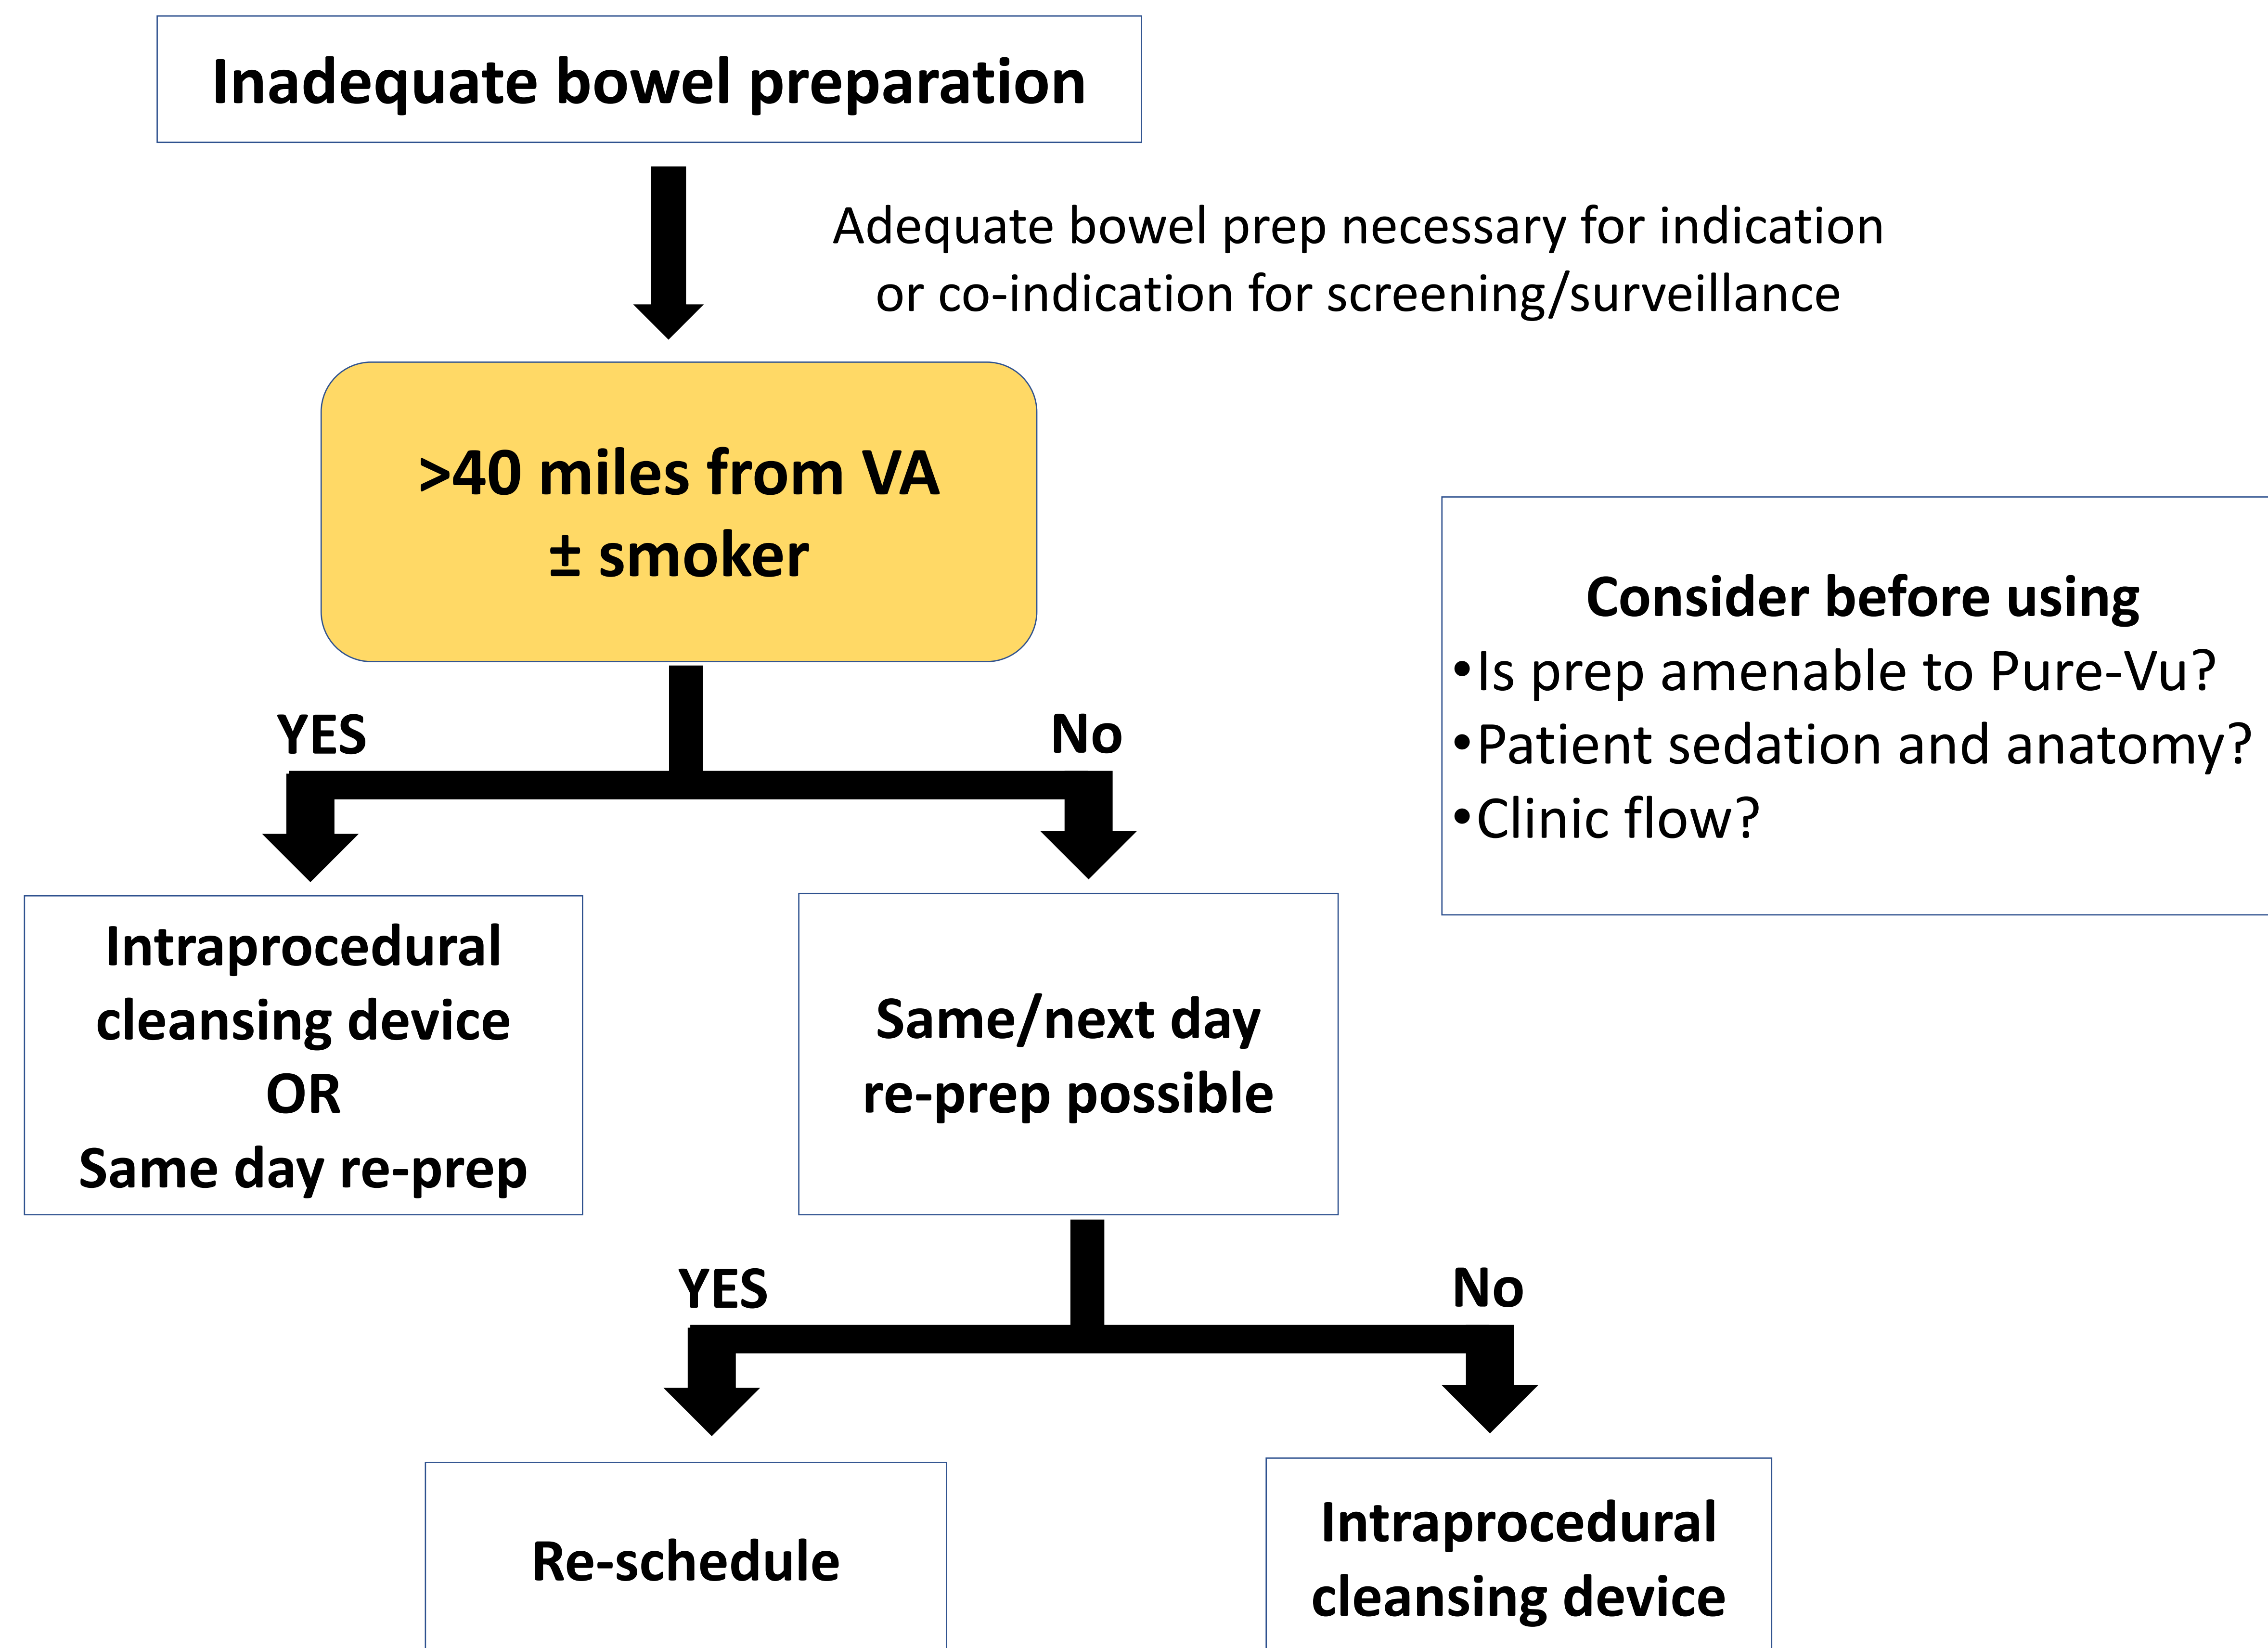 Inadequate bowel preparation
Adequate bowel prep necessary for indication
or co-indication for screening/surveillance
>40 miles from VA
± smoker
Consider before using
•Is prep amenable to Pure-Vu?
•Patient sedation and anatomy?
•Clinic flow?
YES
No
Intraprocedural
cleansing device
OR
Same day re-prep
Same/next day
re-prep possible
YES
No
Re-schedule
Intraprocedural
cleansing device